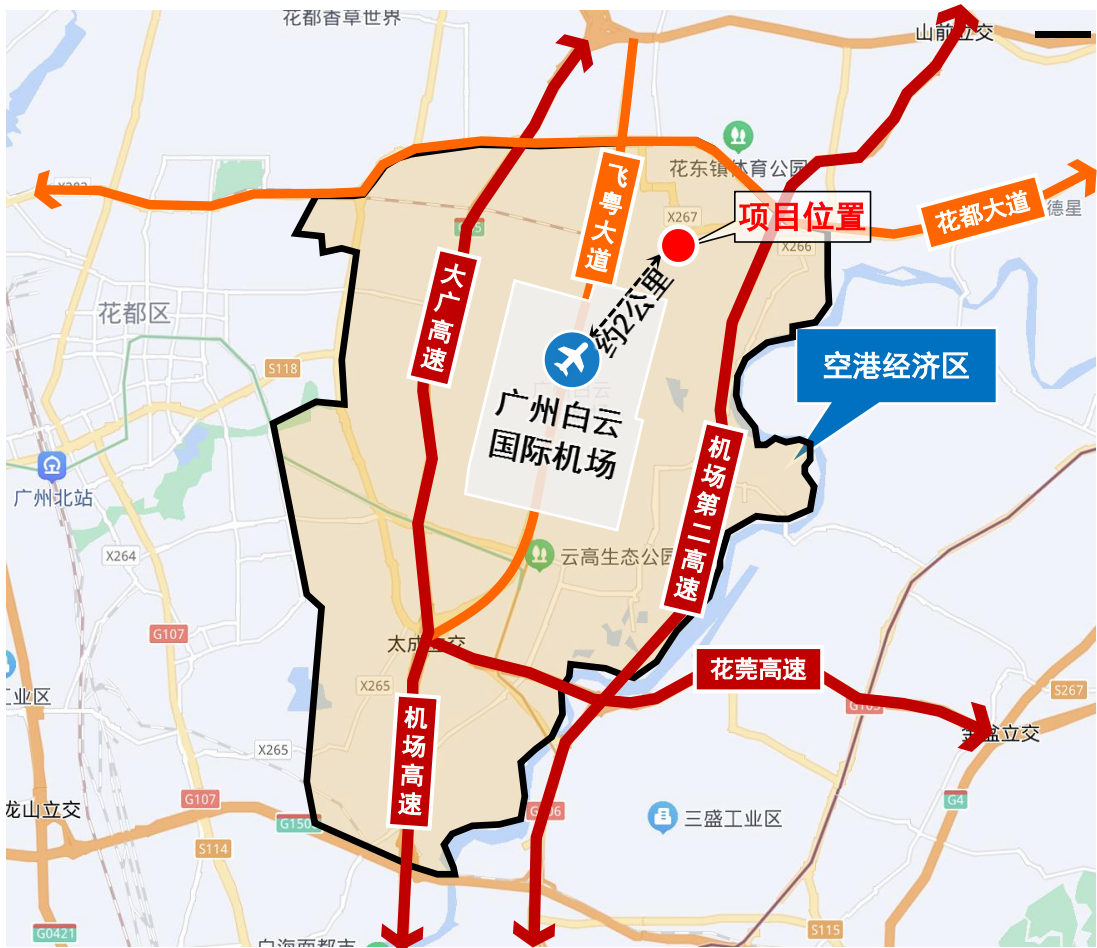 花都香草世界
山前立交
X282
花东镇体育公园
飞粤大道
X267
项目位置
花都大道
德星
X266
大广高速
约2公里
花都区
S118
空港经济区
广州白云
国际机场
广州北站
机场第二高速
X264
云高生态公园
G107
太成立交
花莞高速
X265
S267
工业区
机场高速
X265
金盆立交
G107
龙山立交
G4
三盛工业区
S114
G0421
S115